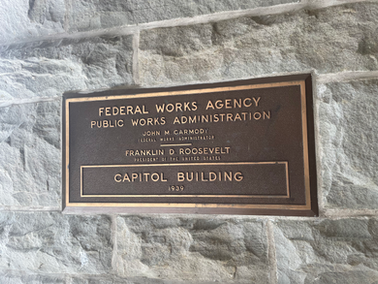 FEDERAL WORKS AGENCY
PUBLIC WORKS ADMINISTRATION
JOHN M. CARMODY
FEDERAL WORKS ADMINISTRATOR
FRANKLIN D. ROOSEVELT
PRESIDENT OF THE UNITED STATES
CAPITOL BUILDING
1939